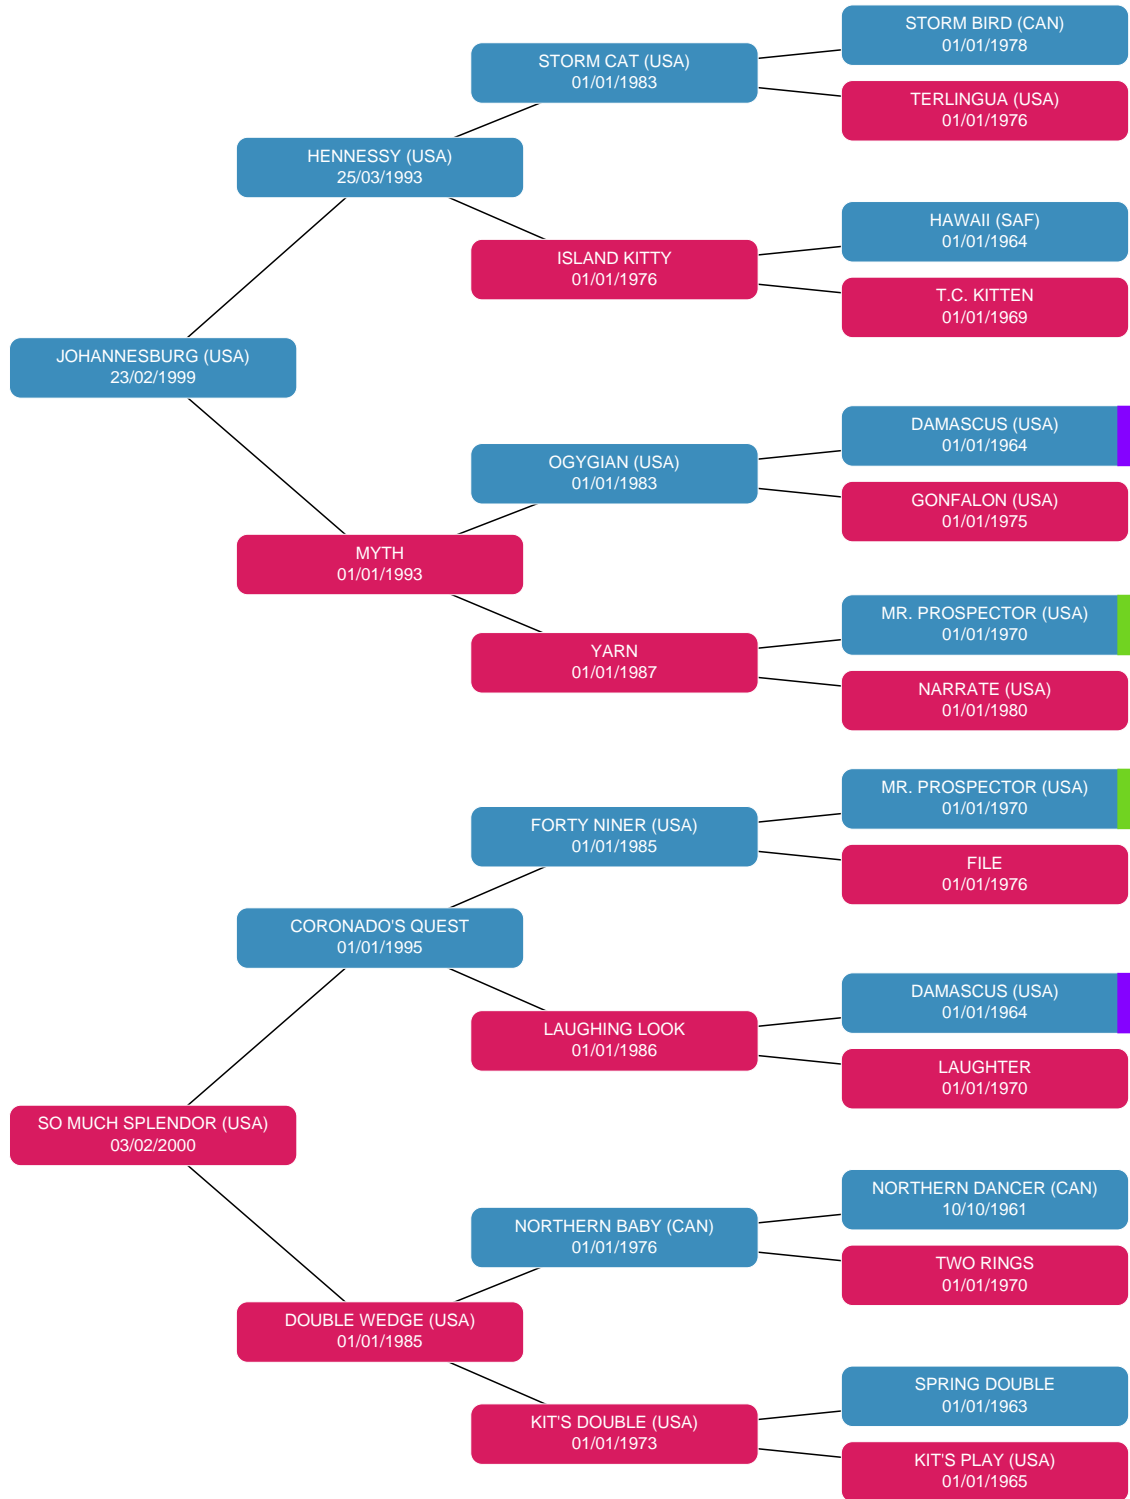 STORM BIRD (CAN)
01/01/1978
STORM CAT (USA)
01/01/1983
TERLINGUA (USA)
01/01/1976
HENNESSY (USA)
25/03/1993
HAWAII (SAF)
01/01/1964
ISLAND KITTY
01/01/1976
T.C. KITTEN
01/01/1969
JOHANNESBURG (USA)
23/02/1999
DAMASCUS (USA)
01/01/1964
OGYGIAN (USA)
01/01/1983
GONFALON (USA)
01/01/1975
MYTH
01/01/1993
MR. PROSPECTOR (USA)
01/01/1970
YARN
01/01/1987
NARRATE (USA)
01/01/1980
MR. PROSPECTOR (USA)
01/01/1970
FORTY NINER (USA)
01/01/1985
FILE
01/01/1976
CORONADO'S QUEST
01/01/1995
DAMASCUS (USA)
01/01/1964
LAUGHING LOOK
01/01/1986
LAUGHTER
01/01/1970
SO MUCH SPLENDOR (USA)
03/02/2000
NORTHERN DANCER (CAN)
10/10/1961
NORTHERN BABY (CAN)
01/01/1976
TWO RINGS
01/01/1970
DOUBLE WEDGE (USA)
01/01/1985
SPRING DOUBLE
01/01/1963
KIT'S DOUBLE (USA)
01/01/1973
KIT'S PLAY (USA)
01/01/1965